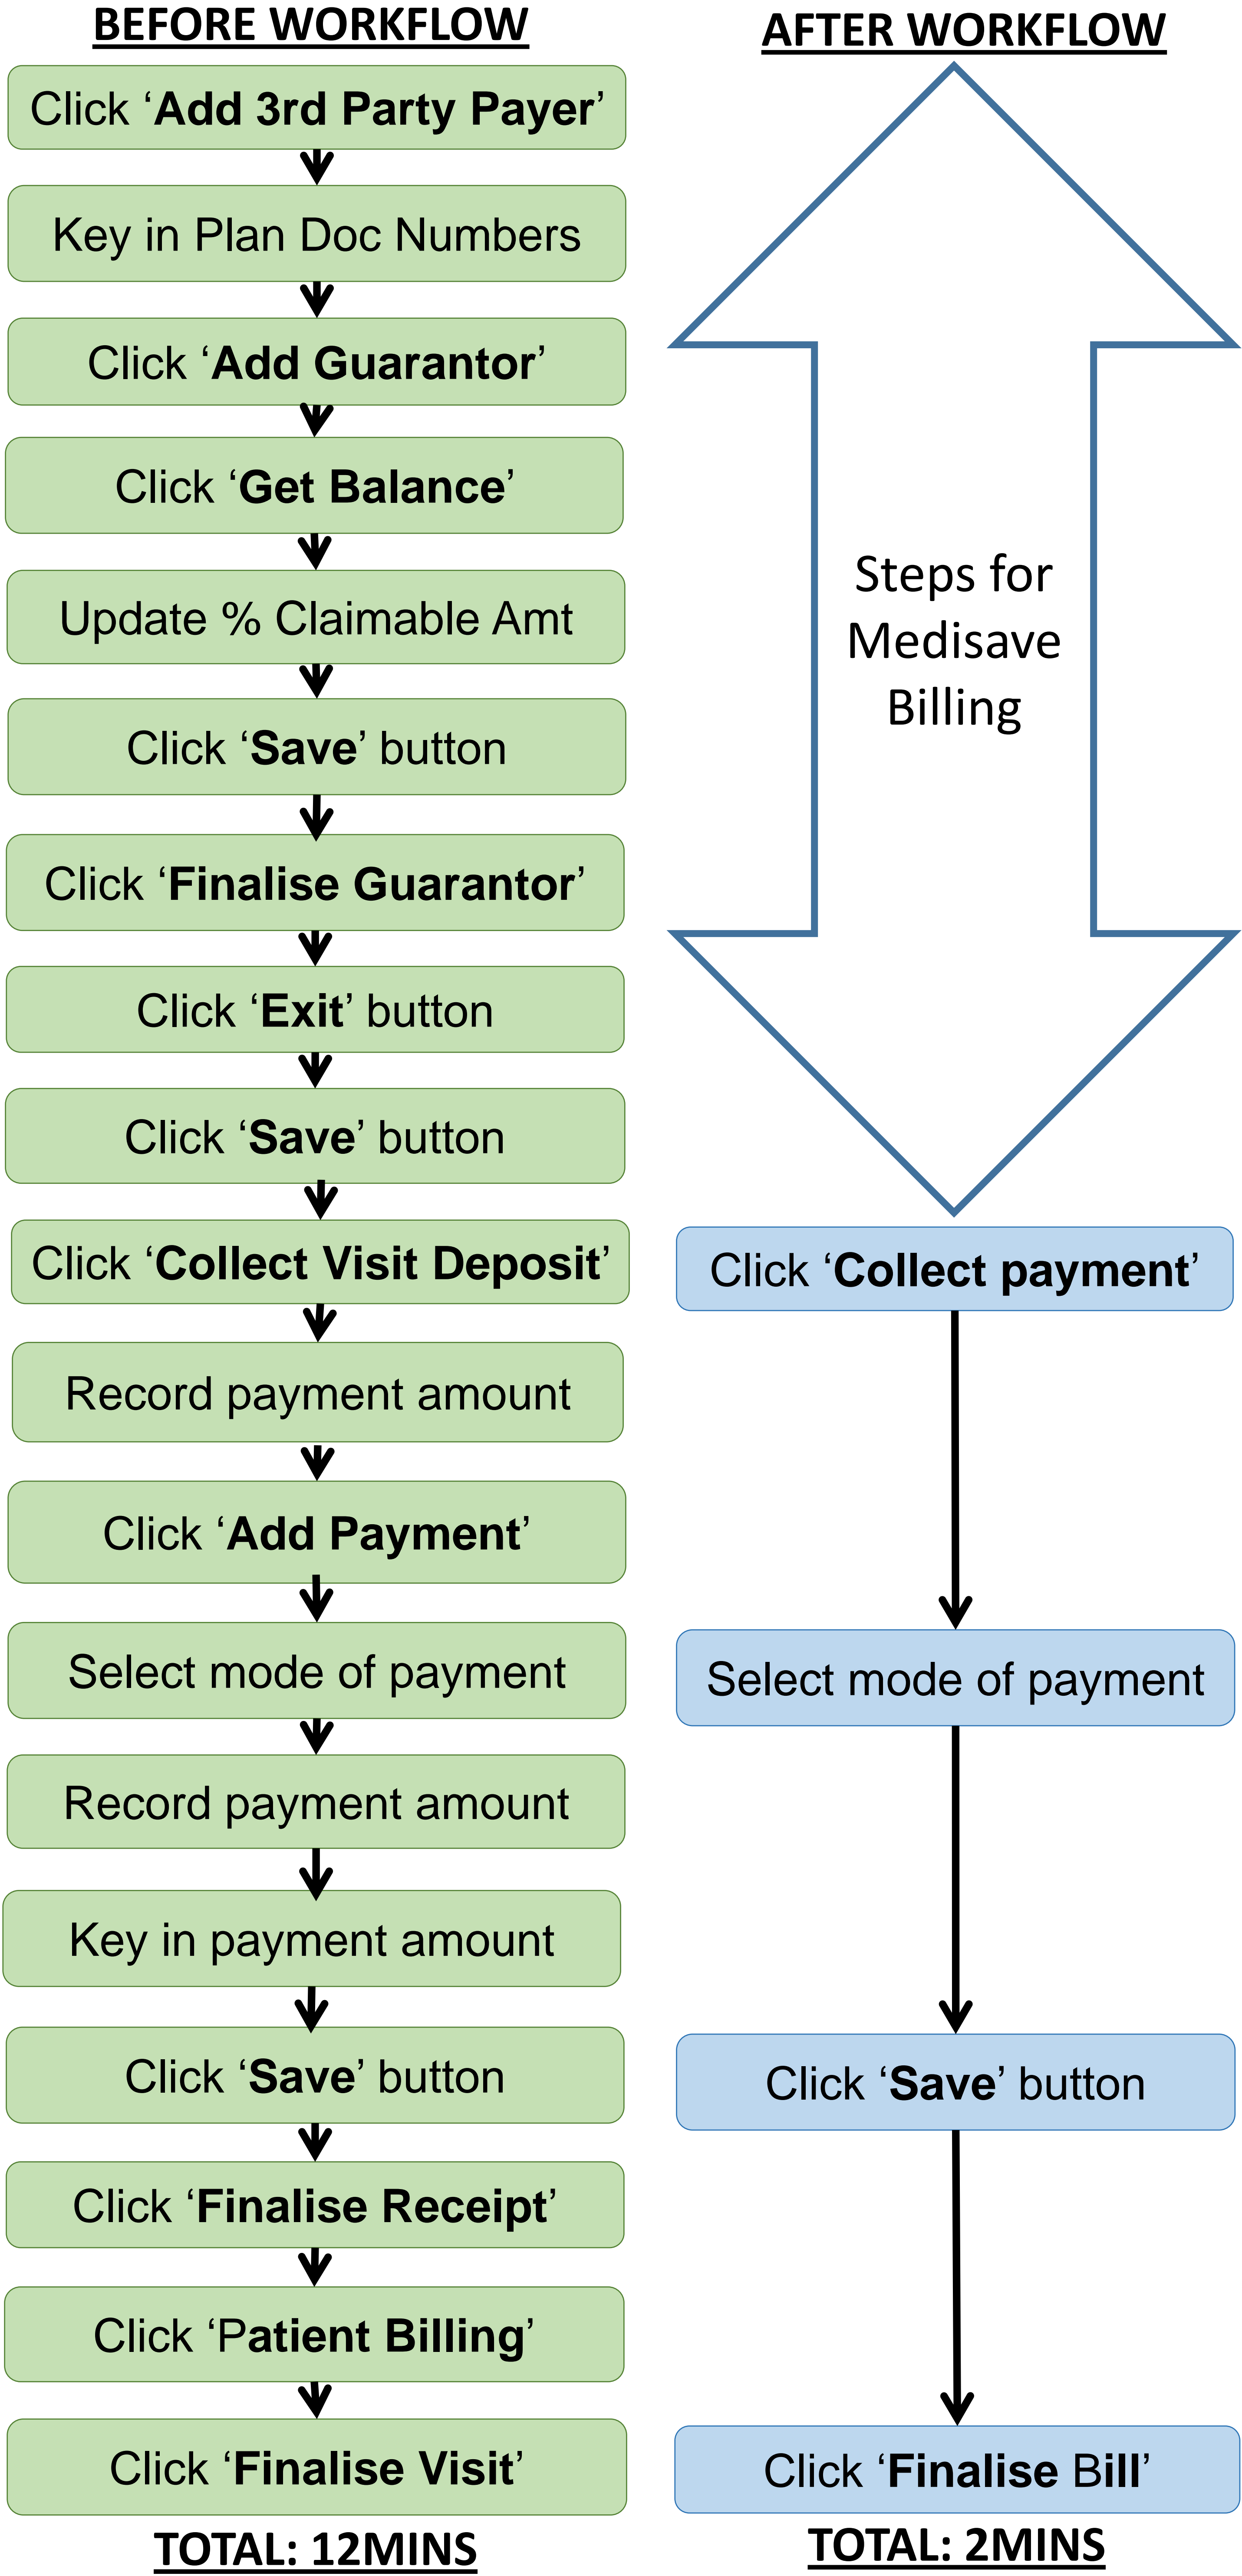 BEFORE WORKFLOW
Click ‘Add 3rd Party Payer’
Key in Plan Doc Numbers
Click ‘Add Guarantor’
Click ‘Get Balance’
Update % Claimable Amt
Click ‘Save’ button
Click ‘Finalise Guarantor’
Click ‘Exit’ button
Click ‘Save’ button
Click ‘Collect Visit Deposit’
Record payment amount
Click ‘Add Payment’
Select mode of payment
Record payment amount
Key in payment amount
Click ‘Save’ button
Click ‘Finalise Receipt’
Click ‘Patient Billing’
Click ‘Finalise Visit’
TOTAL: 12MINS
AFTER WORKFLOW
Steps for
Medisave
Billing
Click ‘Collect payment’
Select mode of payment
Click ‘Save’ button
Click ‘Finalise Bill’
TOTAL: 2MINS